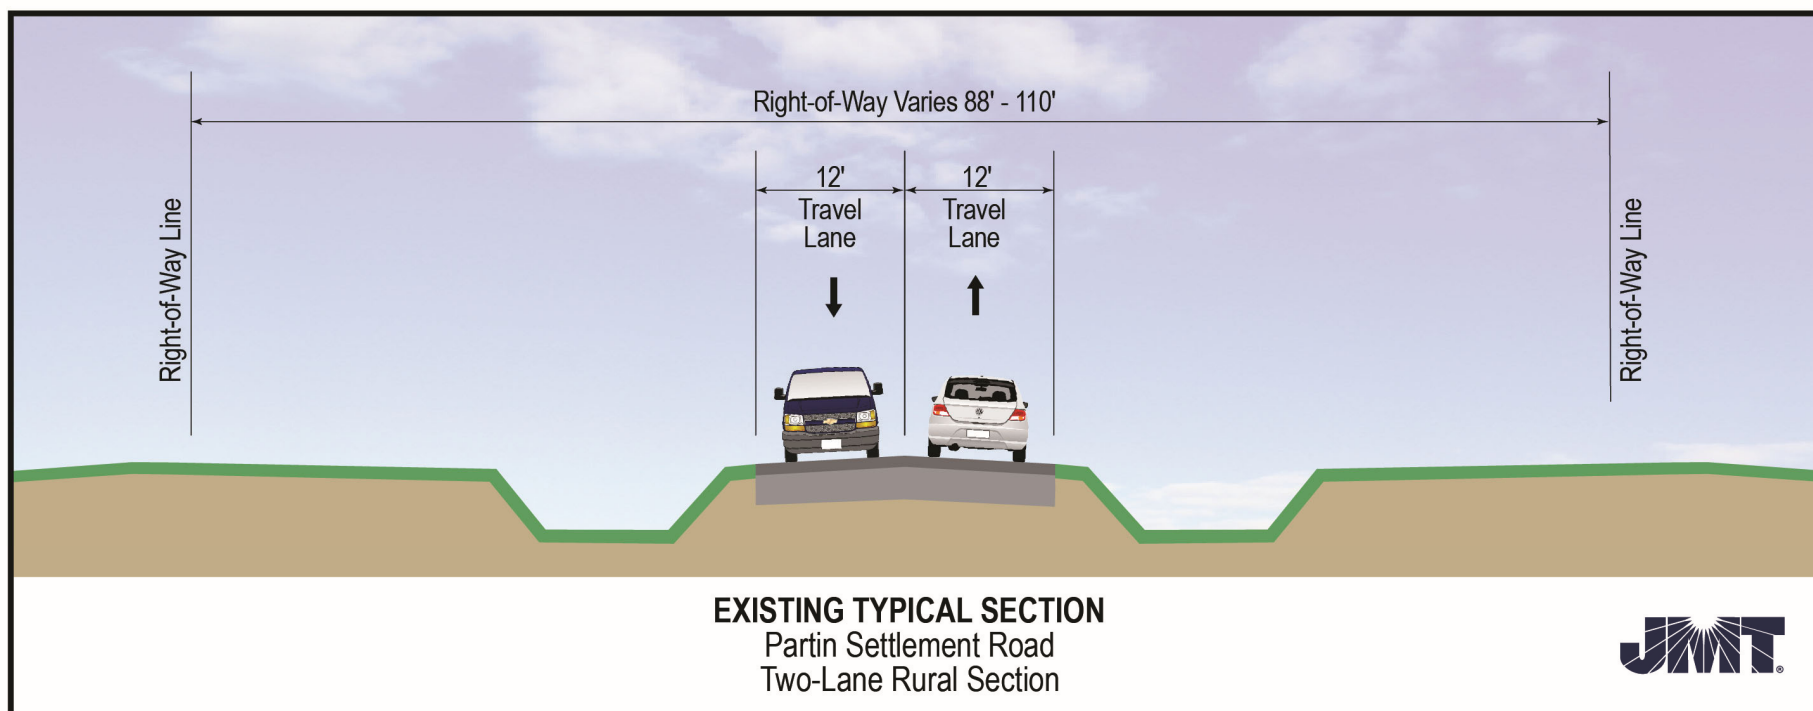 Right-of-Way Varies 88' - 110'
12'
Travel
Lane
12'
Travel
Lane
Right-of-Way Line
Right-of-Way Line
EXISTING TYPICAL SECTION
Partin Settlement Road
Two-Lane Rural Section
JMT®